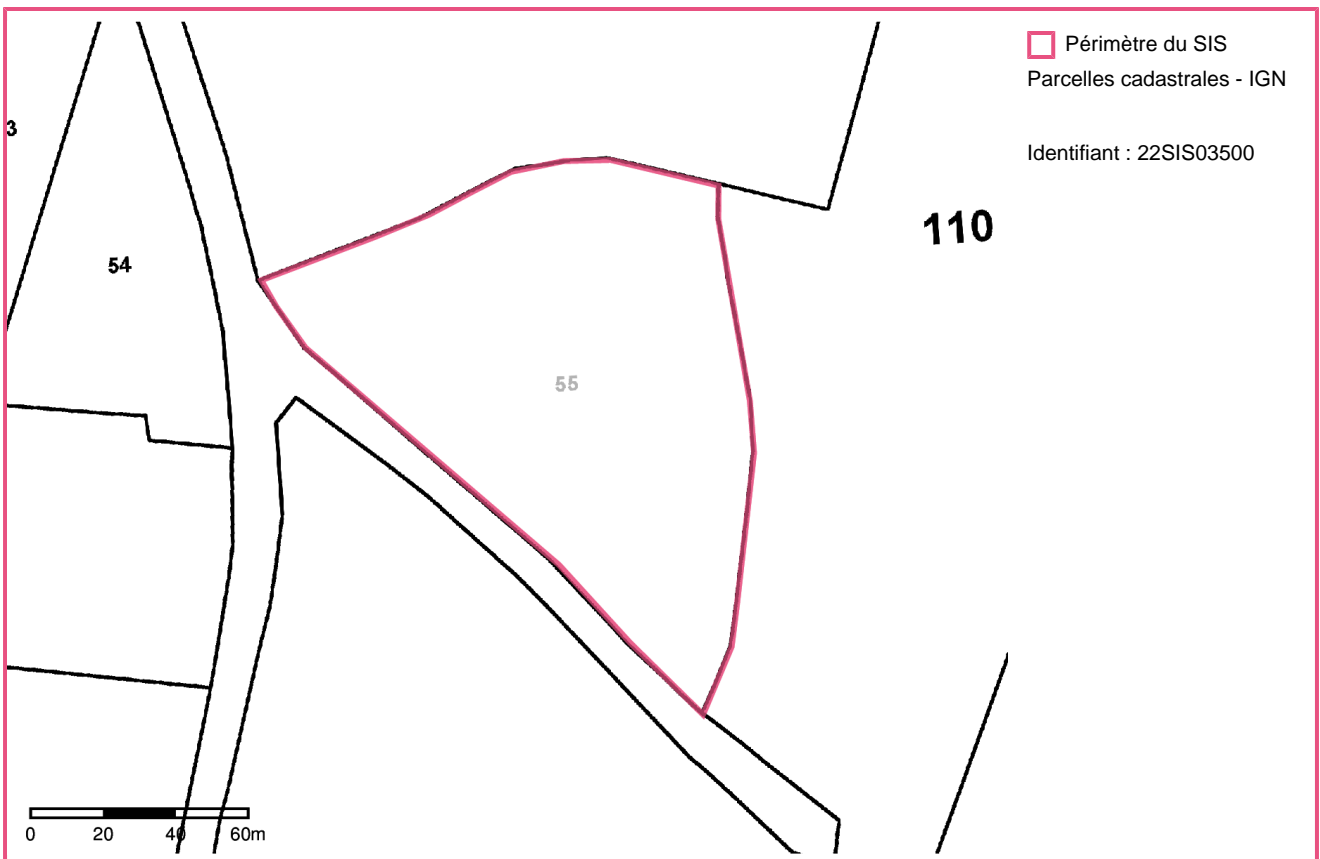 Périmètre du SIS
Parcelles cadastrales - IGN
Identifiant : 22SIS03500
3
110
54
55
0 20 40 60m